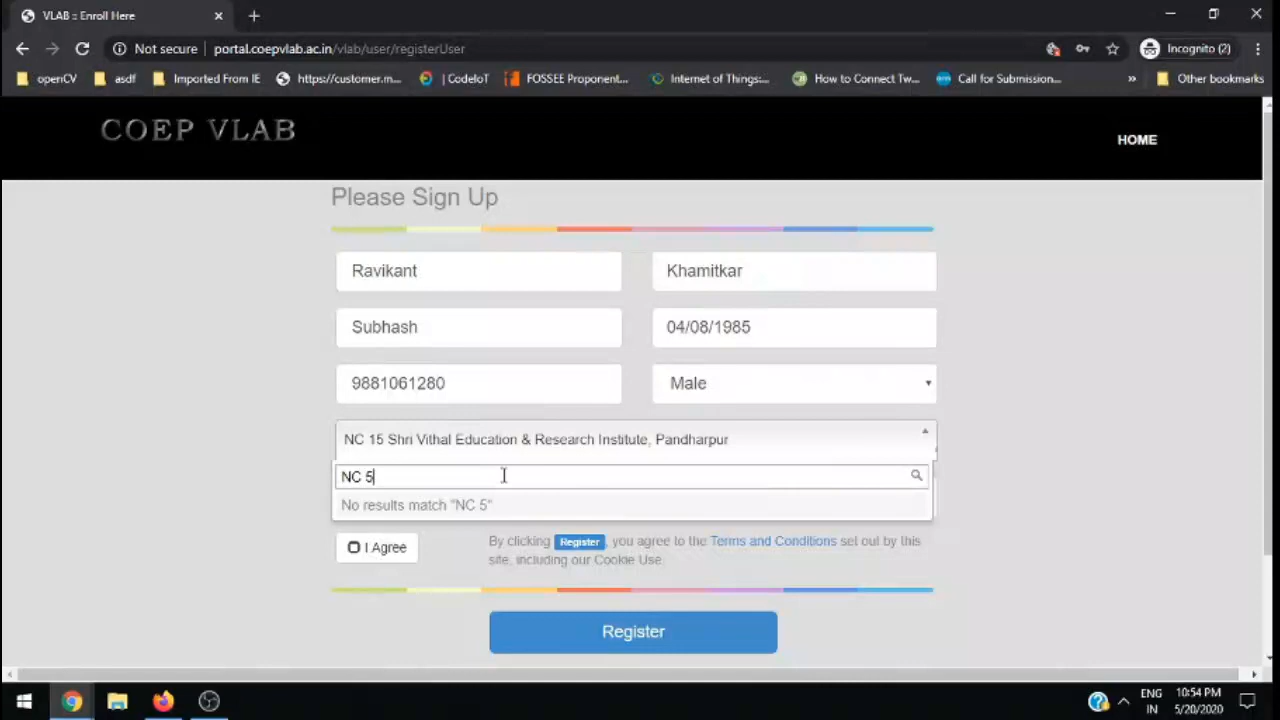 VLAB :: Enroll Here
Not secure portal.coepvlab.ac.in/vlab/user/registerUser Incognito (2)
openCV asdf Imported From IE https://customer.m... | CodeIoT FOSSEE Proponent... Internet of Things:... How to Connect Tw... Call for Submission... » Other bookmarks
COEP VLAB
HOME
Please Sign Up
Ravikant Khamitkar
Subhash 04/08/1985
9881061280 Male
NC 15 Shri Vithal Education & Research Institute, Pandharpur
NC 5
No results match "NC 5"
I Agree
By clicking Register, you agree to the Terms and Conditions set out by this
site, including our Cookie Use.
Register
ENG 10:54 PM
IN 5/20/2020